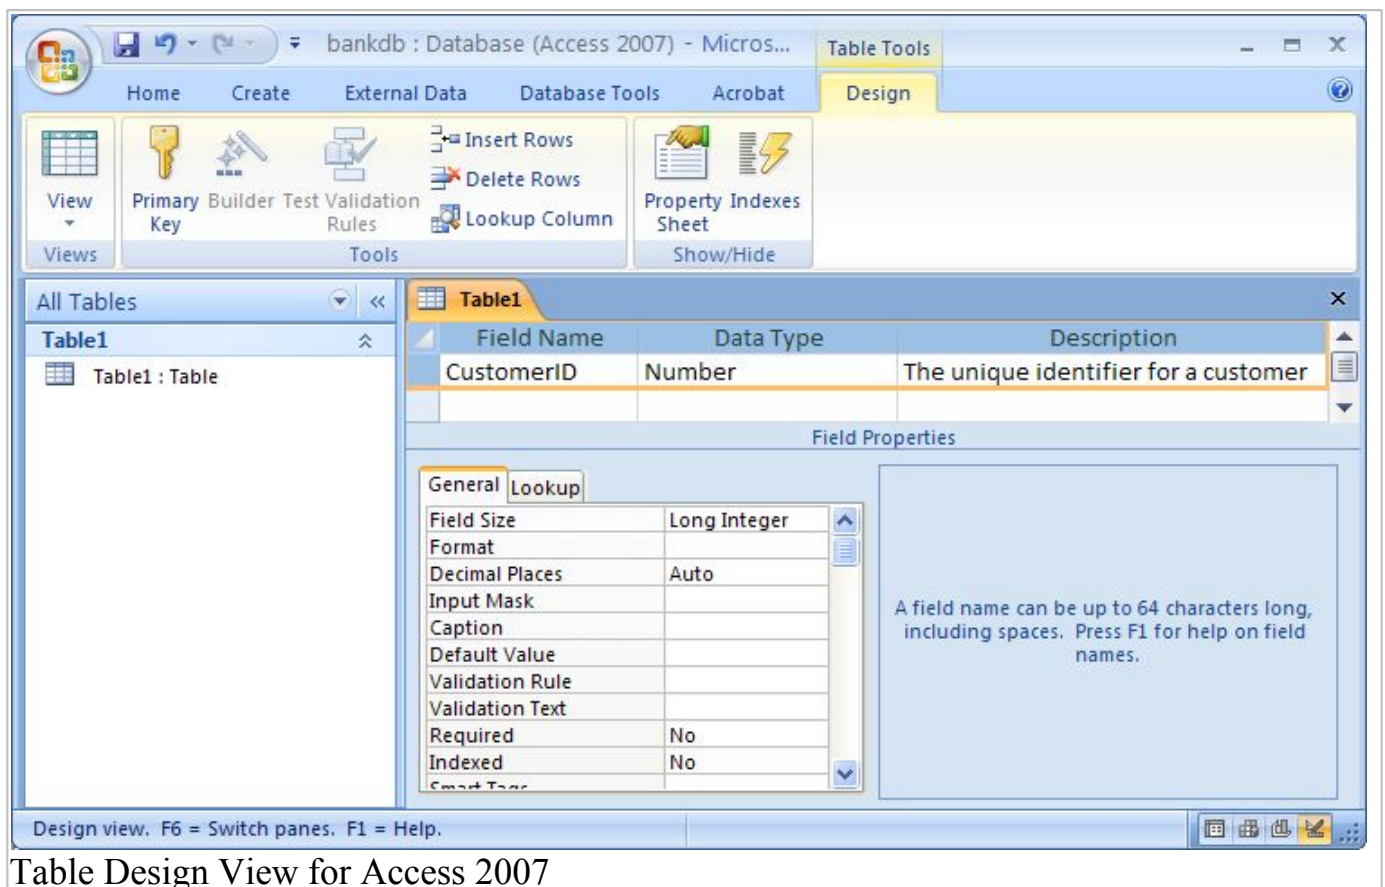 bankdb : Database (Access 2007) - Micros...
Table Tools
Home Create External Data Database Tools Acrobat Design
View
Primary Key
Builder
Test Validation Rules
Insert Rows
Delete Rows
Lookup Column
Property Sheet
Indexes
Views Tools Show/Hide
All Tables
Table1
Table1 : Table
Table1
Field Name Data Type Description
CustomerID Number The unique identifier for a customer
Field Properties
General Lookup
Field Size Long Integer
Format
Decimal Places Auto
Input Mask
Caption
Default Value
Validation Rule
Validation Text
Required No
Indexed No
Smart Tags
A field name can be up to 64 characters long,
including spaces. Press F1 for help on field
names.
Design view. F6 = Switch panes. F1 = Help.
Table Design View for Access 2007